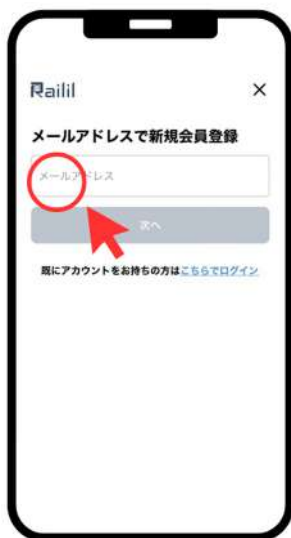 Railil
×
メールアドレスで新規会員登録
メールアドレス
次へ
既にアカウントをお持ちの方はこちらでログイン